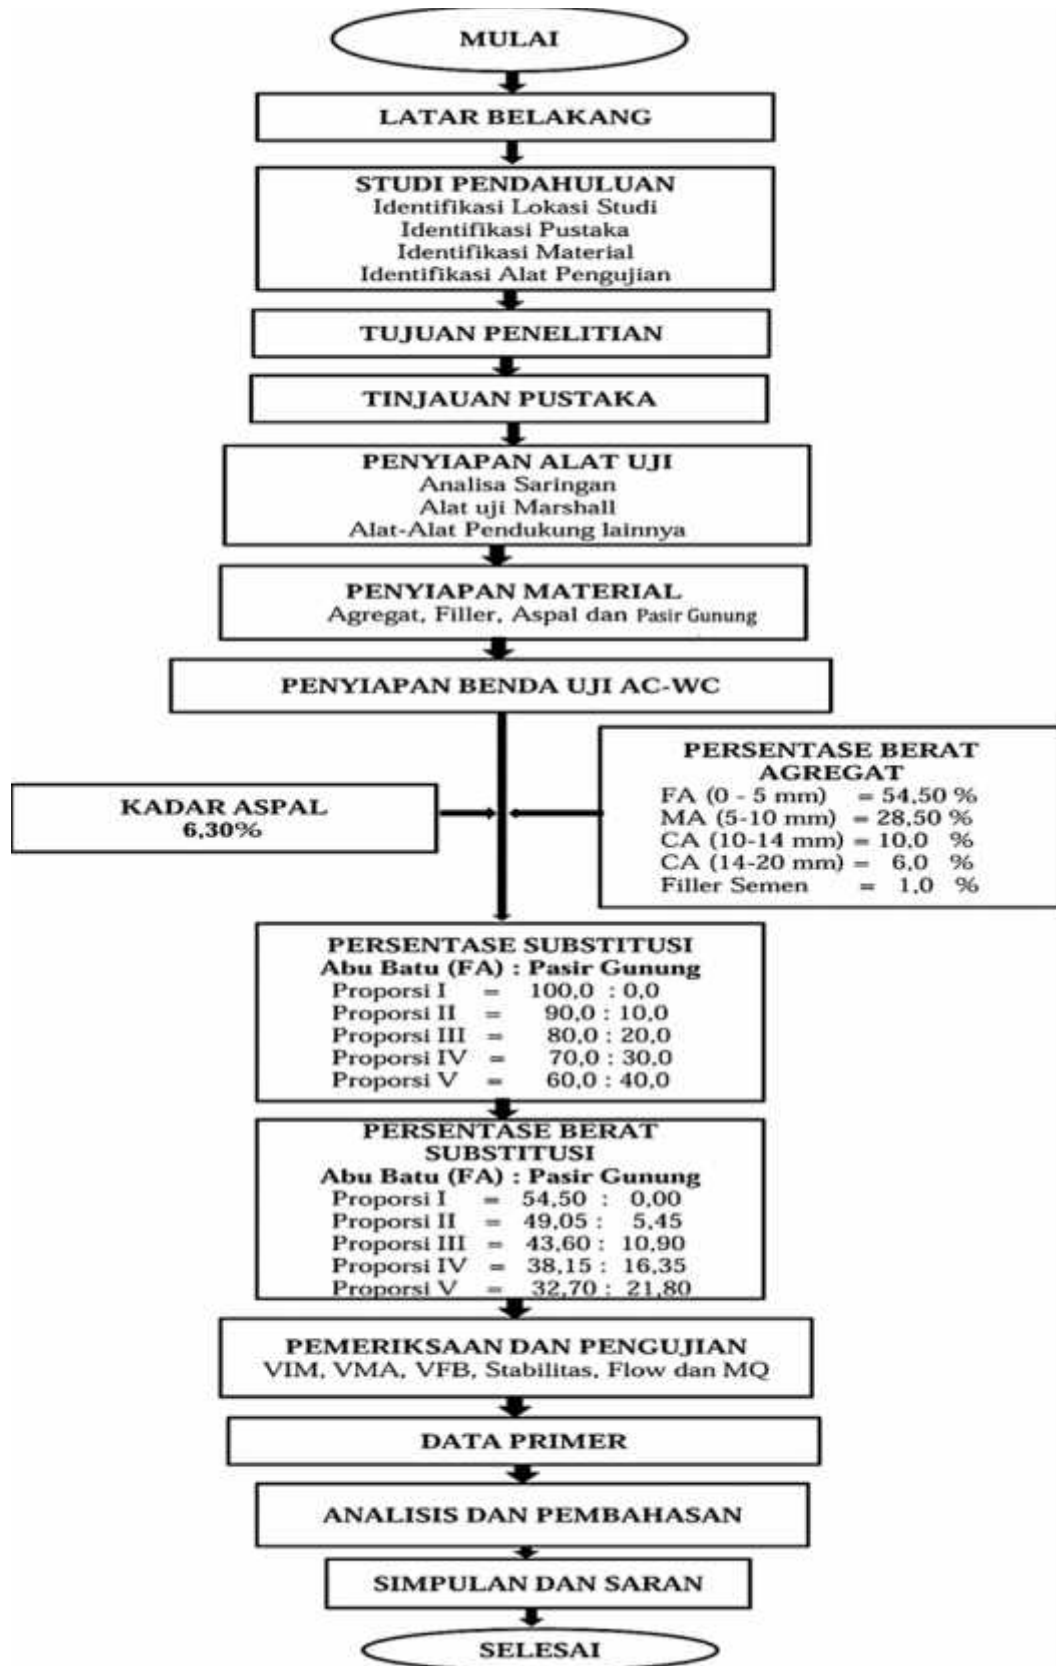 MULAI
LATAR BELAKANG
STUDI PENDAHULUAN
Identifikasi Lokasi Studi
Identifikasi Pustaka
Identifikasi Material
Identifikasi Alat Pengujian
TUJUAN PENELITIAN
TINJAUAN PUSTAKA
PENYIAPAN ALAT UJI
Analisa Saringan
Alat uji Marshall
Alat-Alat Pendukung lainnya
PENYIAPAN MATERIAL
Agregat, Filler, Aspal dan Pasir Gunung
PENYIAPAN BENDA UJI AC-WC
KADAR ASPAL
6,30%
PERSENTASE BERAT
AGREGAT
FA (0 - 5 mm) = 54,50 %
MA (5-10 mm) = 28,50 %
CA (10-14 mm) = 10,0 %
CA (14-20 mm) = 6,0 %
Filler Semen = 1,0 %
PERSENTASE SUBSTITUSI
Abu Batu (FA) : Pasir Gunung
Proporsi I = 100,0 : 0,0
Proporsi II = 90,0 : 10,0
Proporsi III = 80,0 : 20,0
Proporsi IV = 70,0 : 30,0
Proporsi V = 60,0 : 40,0
PERSENTASE BERAT
SUBSTITUSI
Abu Batu (FA) : Pasir Gunung
Proporsi I = 54,50 : 0,00
Proporsi II = 49,05 : 5,45
Proporsi III = 43,60 : 10,90
Proporsi IV = 38,15 : 16,35
Proporsi V = 32,70 : 21,80
PEMERIKSAAN DAN PENGUJIAN
VIM, VMA, VFB, Stabilitas, Flow dan MQ
DATA PRIMER
ANALISIS DAN PEMBAHASAN
SIMPULAN DAN SARAN
SELESAI